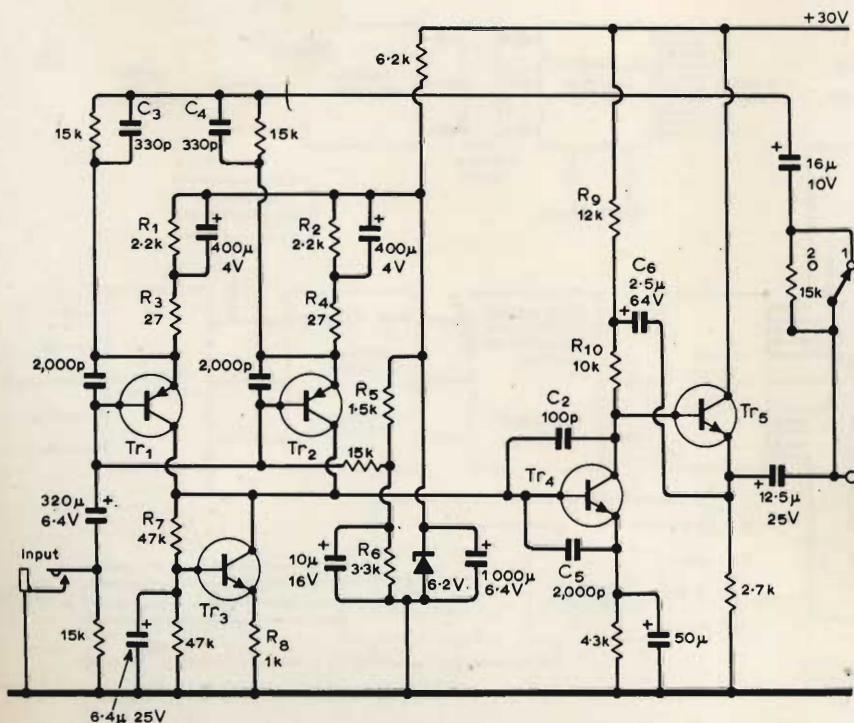 +30V
6·2k
C3
C4
15k
330p
330p
15k
16μ
10V
R1
2·2k
400μ
4V
R2
2·2k
400μ
4V
R9
12k
2
1
15k
C6
2·5μ
64V
R3
27
R4
27
2,000p
2,000p
R5
1·5k
R10
10k
C2
100p
Tr5
Tr1
Tr2
15k
Tr4
12·5μ
25V
320μ
6·4V
R7
47k
Input
Tr3
10μ
16V
R6
3·3k
6·2V
1000μ
6·4V
C5
2,000p
2·7k
15k
47k
R8
1k
4·3k
50μ
6·4μ 25V